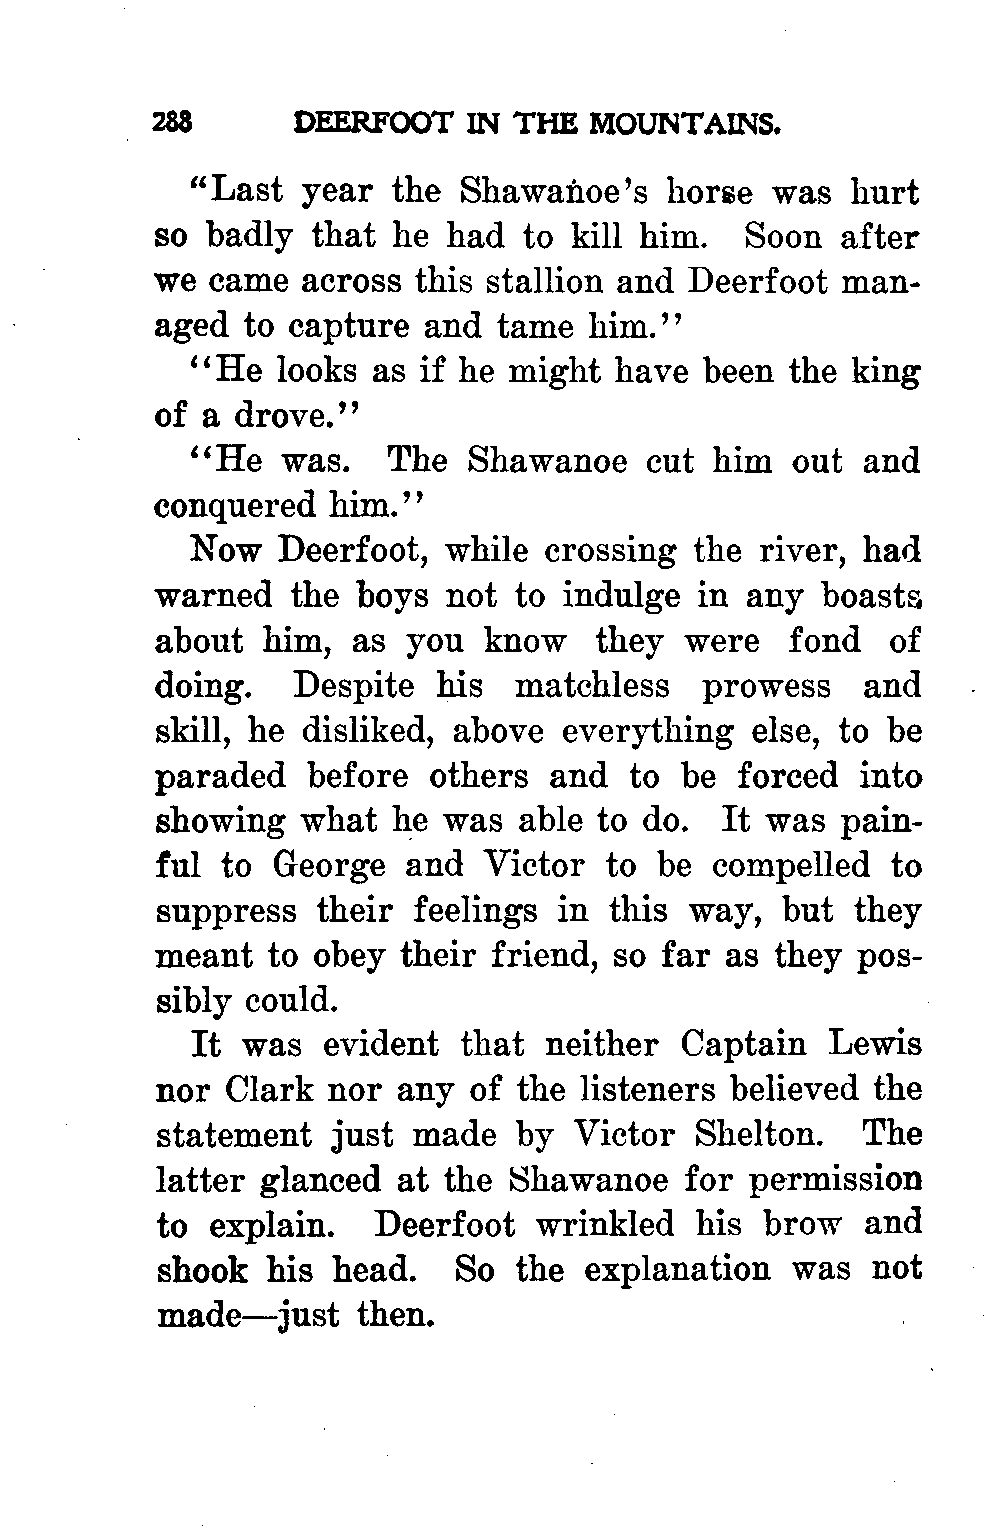 288 DEERFOOT IN THE MOUNTAINS.
“Last year the Shawanoe’s horse was hurt
so badly that he had to kill him. Soon after
we came across this stallion and Deerfoot man-
aged to capture and tame him.”
“He looks as if he might have been the king
of a drove.”
“He was. The Shawanoe cut him out and
conquered him.”
Now Deerfoot, while crossing the river, had
warned the boys not to indulge in any boasts
about him, as you know they were fond of
doing. Despite his matchless prowess and
skill, he disliked, above everything else, to be
paraded before others and to be forced into
showing what he was able to do. It was pain-
ful to George and Victor to be compelled to
suppress their feelings in this way, but they
meant to obey their friend, so far as they pos-
sibly could.
It was evident that neither Captain Lewis
nor Clark nor any of the listeners believed the
statement just made by Victor Shelton. The
latter glanced at the Shawanoe for permission
to explain. Deerfoot wrinkled his brow and
shook his head. So the explanation was not
made—just then.